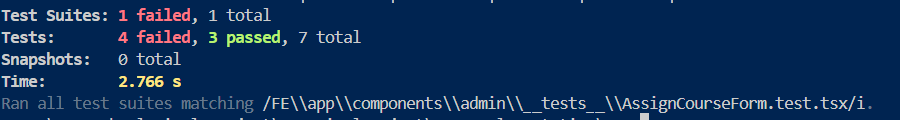 Test Suites: 1 failed, 1 total
Tests:       4 failed, 3 passed, 7 total
Snapshots:   0 total
Time:        2.766 s
Ran all test suites matching /FE\\app\\components\\admin\\__tests__\\AssignCourseForm.test.tsx/i.